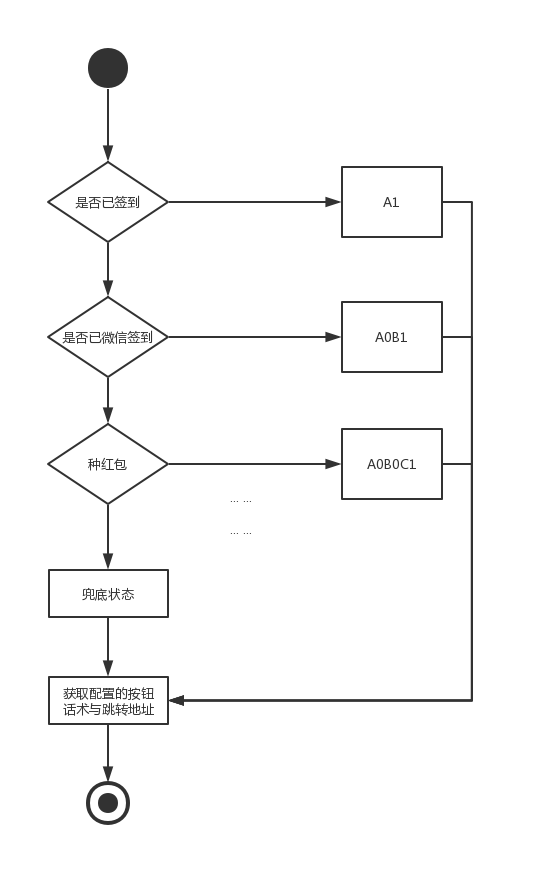 是否已签到
A1
是否已微信签到
A0B1
种红包
A0B0C1
... ...
... ...
兜底状态
获取配置的按钮
话术与跳转地址